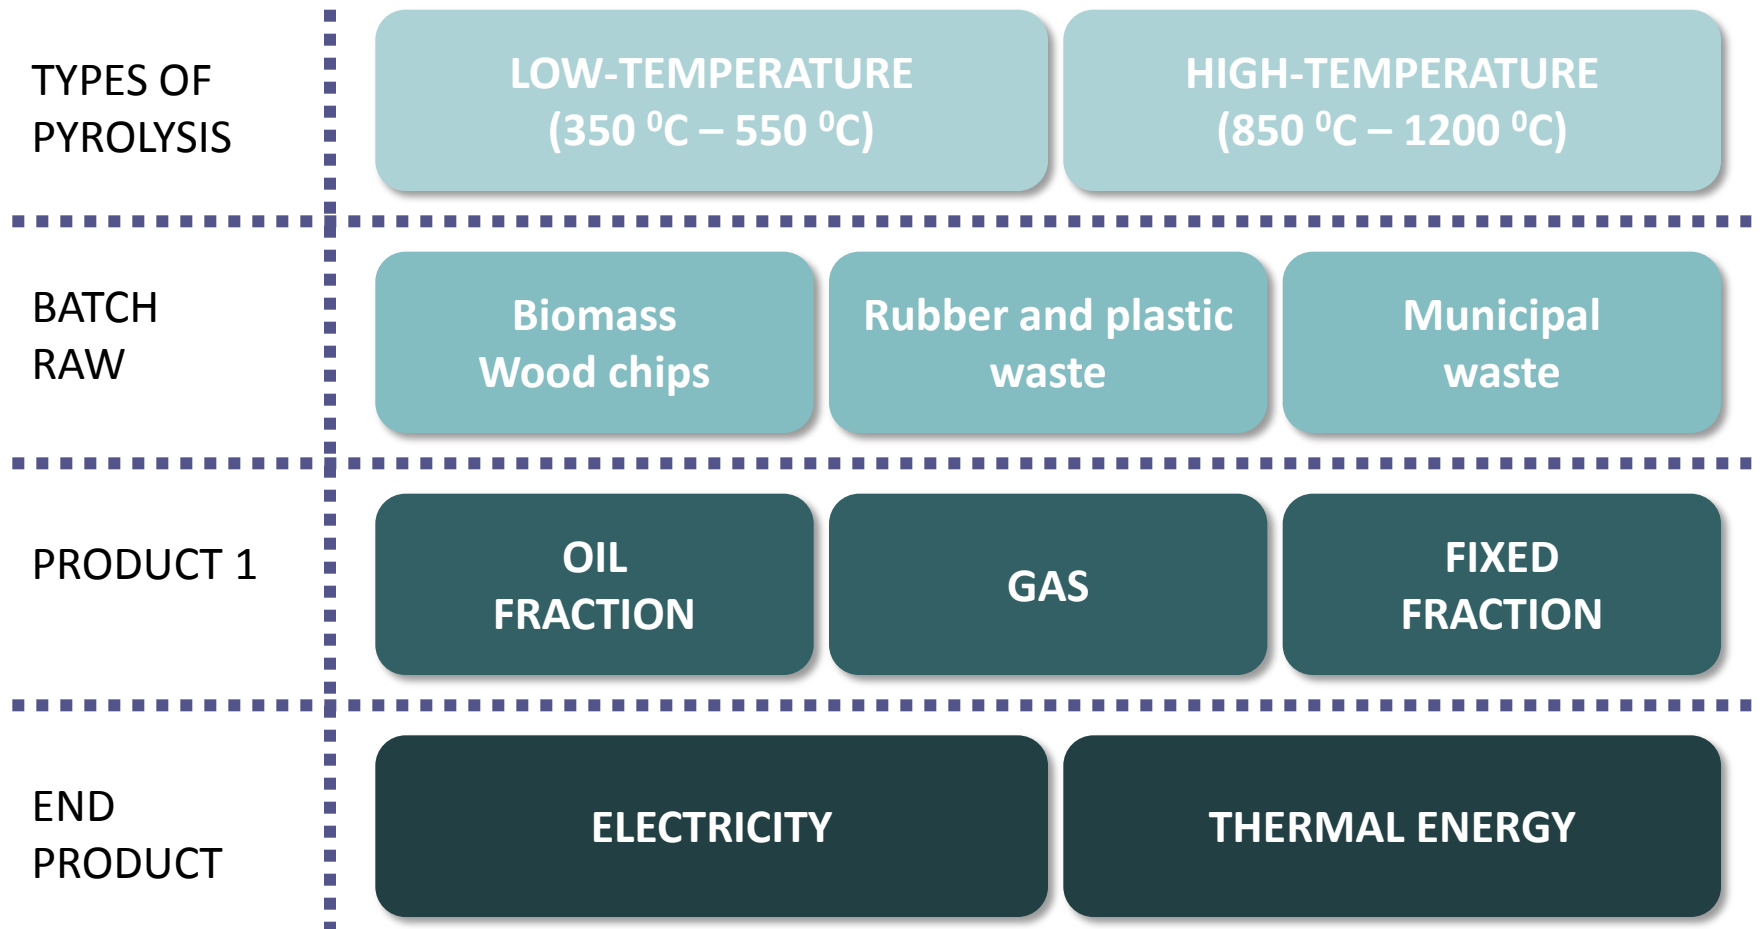 TYPES OF
PYROLYSIS
LOW-TEMPERATURE
(350 ⁰C – 550 ⁰C)
HIGH-TEMPERATURE
(850 ⁰C – 1200 ⁰C)
BATCH
RAW
Biomass
Wood chips
Rubber and plastic
waste
Municipal
waste
PRODUCT 1
OIL
FRACTION
GAS
FIXED
FRACTION
END
PRODUCT
ELECTRICITY
THERMAL ENERGY